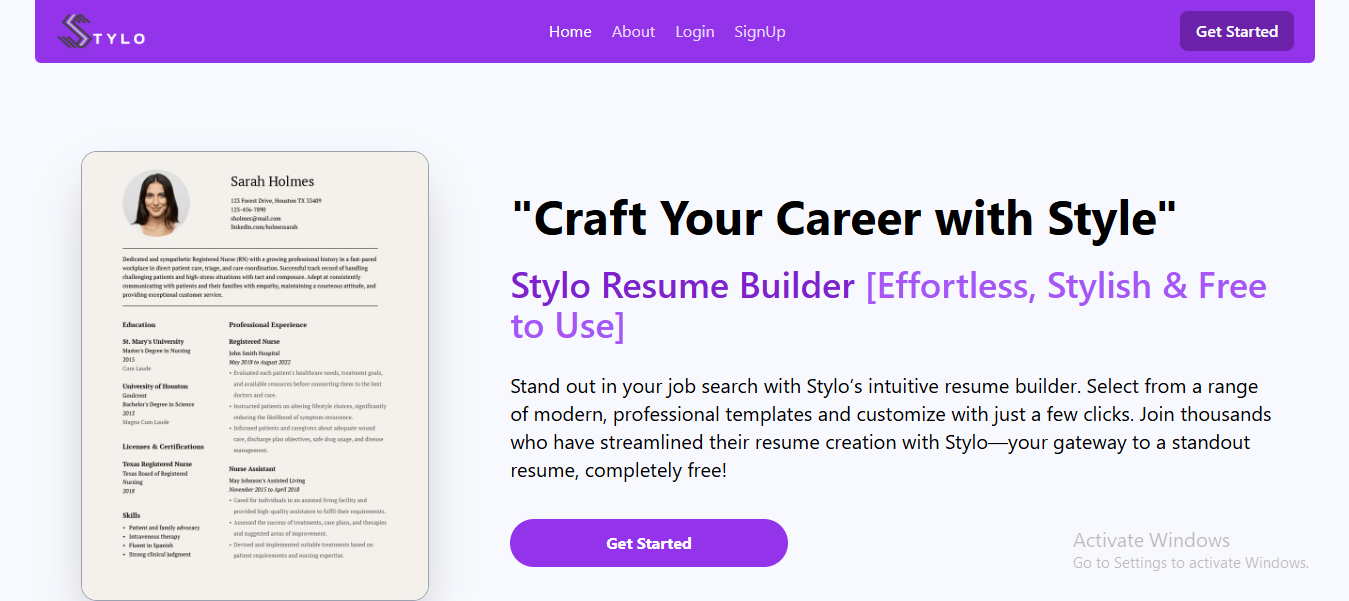 STYLO
Home
About
Login
SignUp
Get Started
Sarah Holmes
123 Forest Drive, Houston TX 55409
123-456-7890
sholmes@mail.com
linkedin.com/holmessarah
Dedicated and sympathetic Registered Nurse (RN) with a growing professional history in a fast-paced
workplace in direct patient care, triage, and care coordination. Successful track record of handling
challenging patients and high-stress situations with tact and composure. Adept at consistently
communicating with patients and their families with empathy, maintaining a courteous attitude, and
providing exceptional customer service.
Education
St. Mary's University
Master's Degree in Nursing
2015
Cum Laude
University of Houston
Goulcrest
Bachelor's Degree in Science
2013
Magna Cum Laude
Licenses & Certifications
Texas Registered Nurse
Texas Board of Registered
Nursing
2018
Skills
• Patient and family advocacy
• Intravenous therapy
• Fluent in Spanish
• Strong clinical judgment
Professional Experience
Registered Nurse
John Smith Hospital
May 2018 to August 2022
• Evaluated each patient's healthcare needs, treatment goals,
and available resources before connecting them to the best
doctors and care.
• Instructed patients on altering lifestyle choices, significantly
reducing the likelihood of symptom recurrence.
• Informed patients and caregivers about adequate wound
care, discharge plan objectives, safe drug usage, and disease
management.
Nurse Assistant
May Johnson's Assisted Living
November 2015 to April 2018
• Cared for individuals in an assisted living facility and
provided high-quality assistance to fulfil their requirements.
• Assessed the success of treatments, care plans, and therapies
and suggested areas of improvement.
• Devised and implemented suitable treatments based on
patient requirements and nursing expertise.
"Craft Your Career with Style"
Stylo Resume Builder [Effortless, Stylish & Free
to Use]
Stand out in your job search with Stylo’s intuitive resume builder. Select from a range
of modern, professional templates and customize with just a few clicks. Join thousands
who have streamlined their resume creation with Stylo—your gateway to a standout
resume, completely free!
Get Started
Activate Windows
Go to Settings to activate Windows.